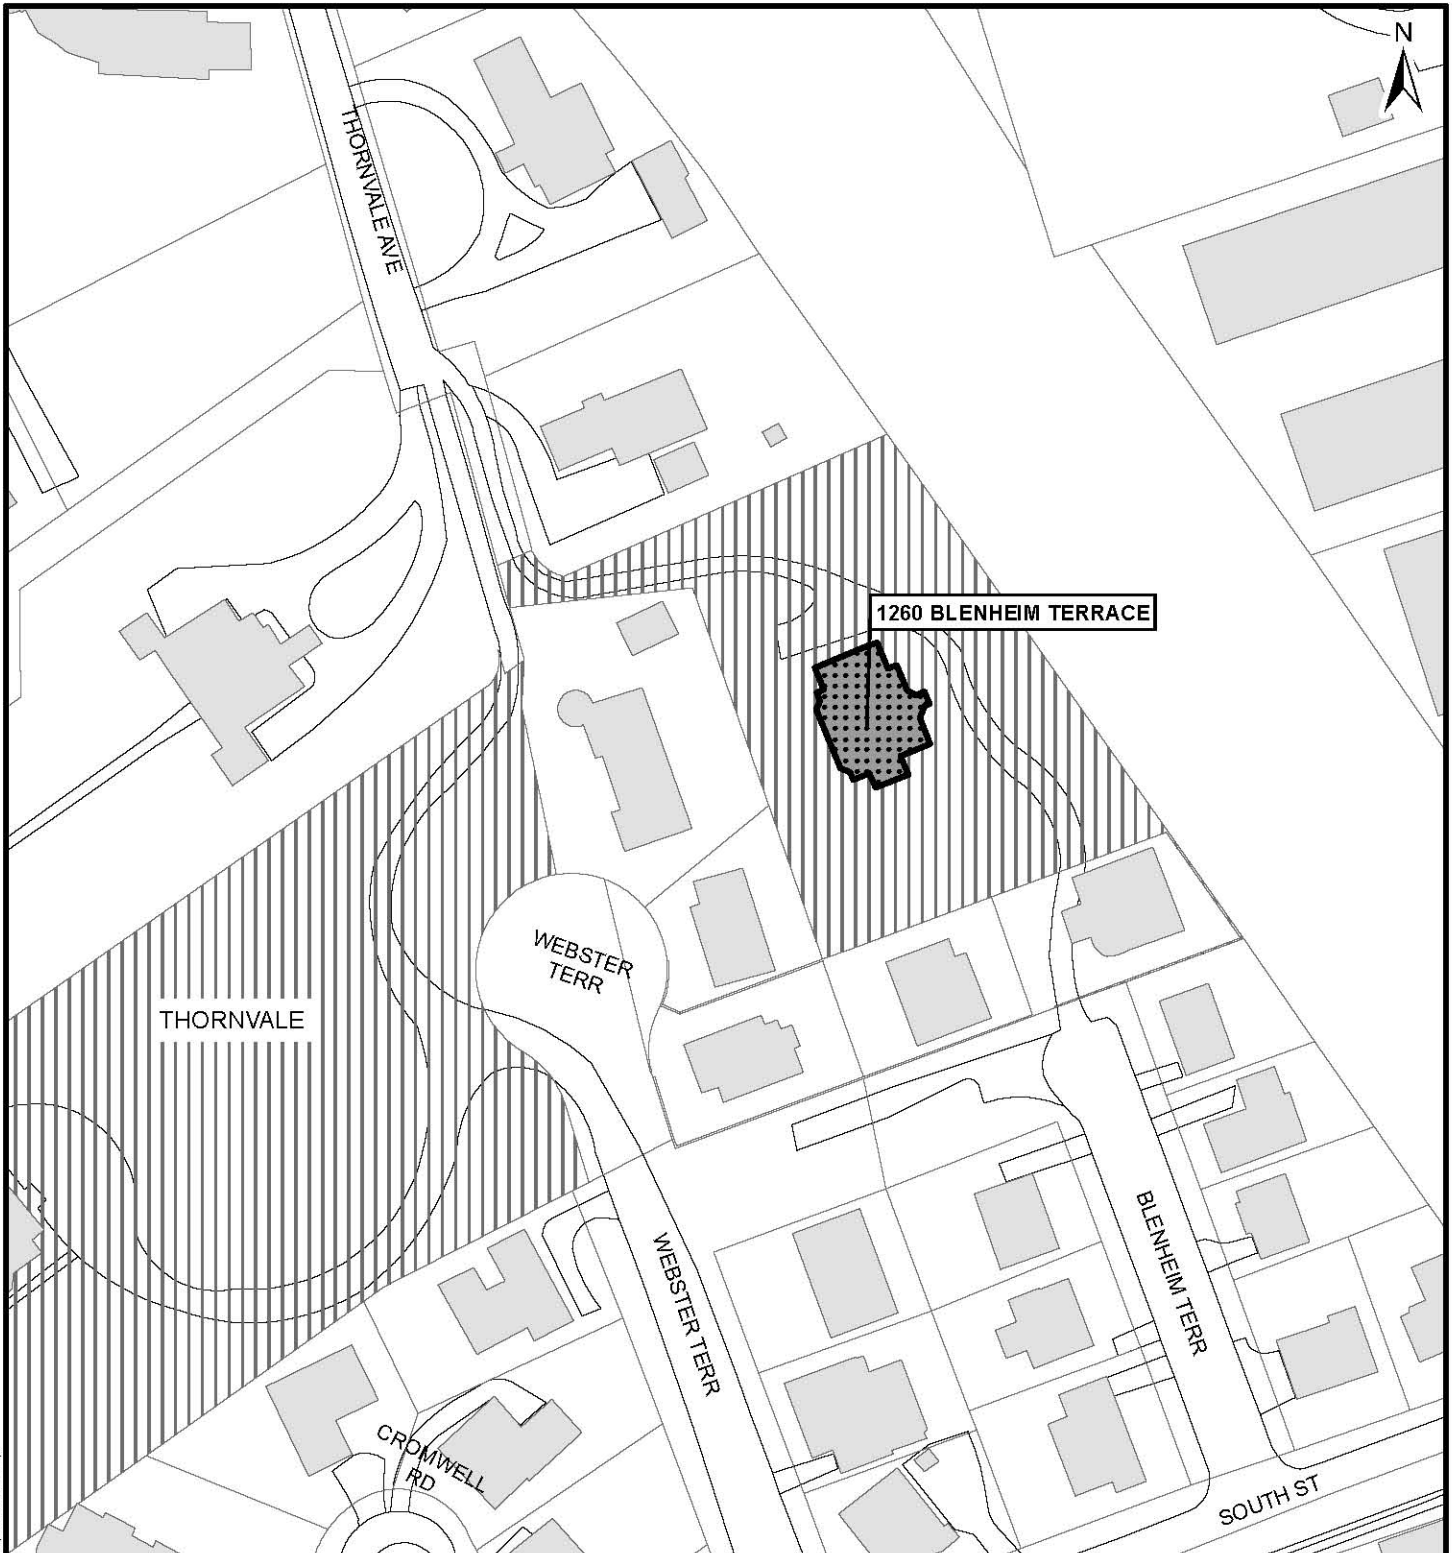 N
THORNVALE AVE
1260 BLENHEIM TERRACE
WEBSTER
TERR
THORNVALE
WEBSTER TERR
BLENHEIM TERR
CROMWELL
RD
SOUTH ST